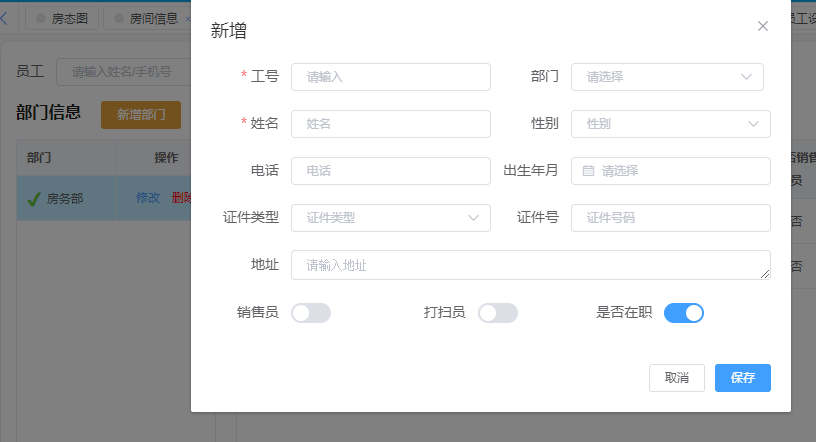 房态图 房间信息 × 员工设
新增 ×
员工 请输入姓名/手机号
* 工号 请输入 部门 请选择
部门信息 新增部门
* 姓名 姓名 性别 性别
部门 操作 否销售
员
电话 电话 出生年月 请选择
房务部 修改 删除
证件类型 证件类型 证件号 证件号码
否
地址 请输入地址
否
销售员 打扫员 是否在职
取消 保存